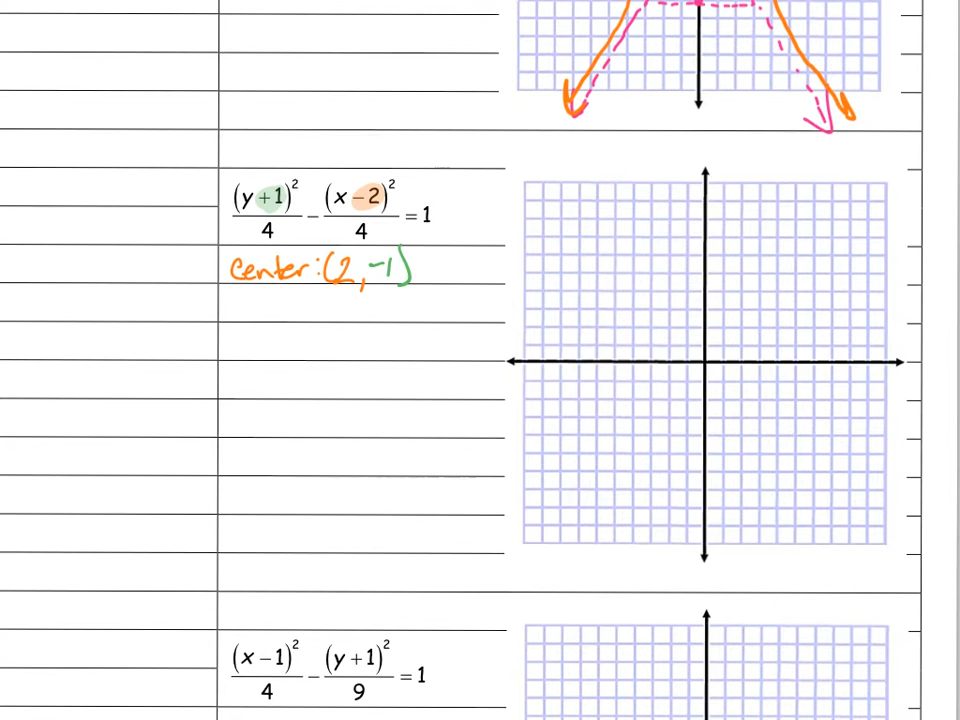 (y + 1)²/4 − (x − 2)²/4 = 1
center: (2, -1)
(x − 1)²/4 − (y + 1)²/9 = 1